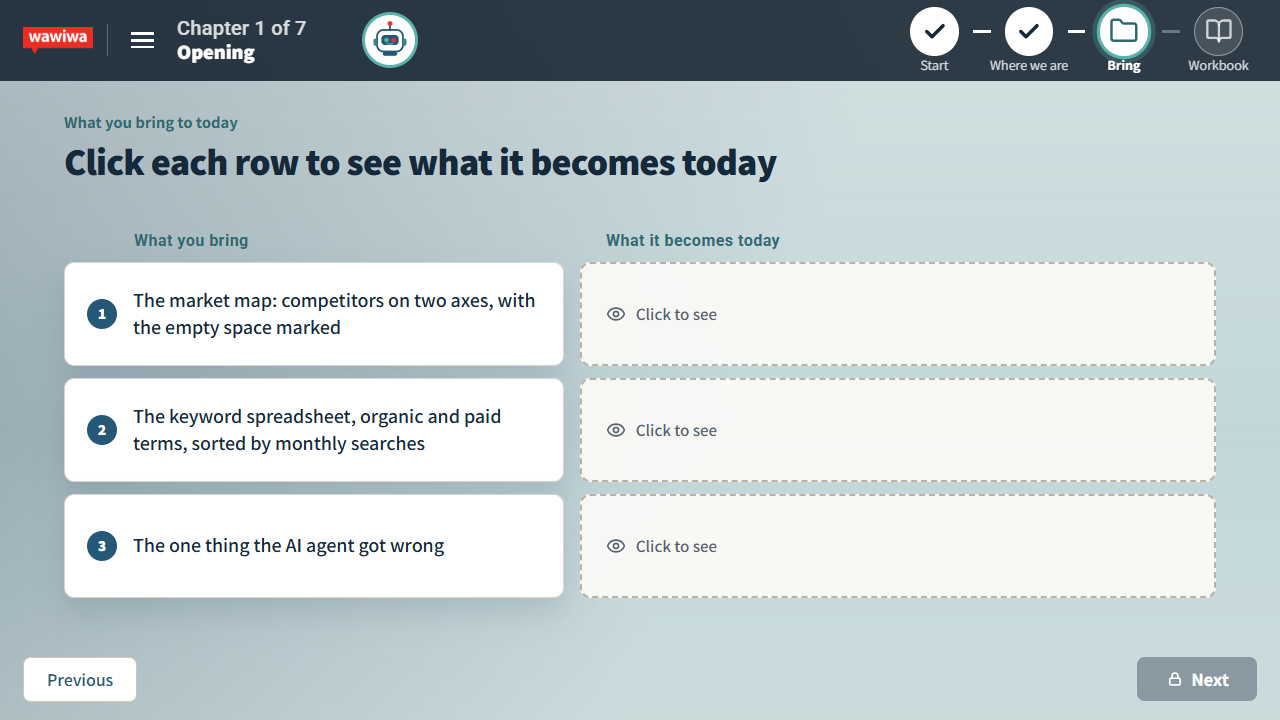 wawiwa
Chapter 1 of 7
Opening
Start
Where we are
Bring
Workbook
What you bring to today
Click each row to see what it becomes today
What you bring
What it becomes today
1
The market map: competitors on two axes, with
the empty space marked
Click to see
2
The keyword spreadsheet, organic and paid
terms, sorted by monthly searches
Click to see
3
The one thing the AI agent got wrong
Click to see
Previous
Next